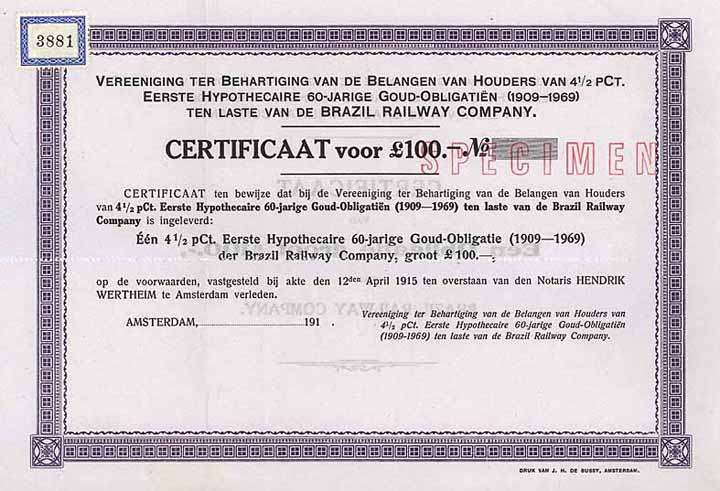 3881
VEREENIGING TER BEHARTIGING VAN DE BELANGEN VAN HOUDERS VAN 4½ PCT.
EERSTE HYPOTHECAIRE 60-JARIGE GOUD-OBLIGATIËN (1909—1969)
TEN LASTE VAN DE BRAZIL RAILWAY COMPANY.
CERTIFICAAT voor £100.—№
SPECIMEN
CERTIFICAAT ten bewijze dat bij de Vereeniging ter Behartiging van de Belangen van Houders
van 4½ pCt. Eerste Hypothecaire 60-jarige Goud-Obligatiën (1909—1969) ten laste van de Brazil Railway
Company is ingeleverd:
Één 4½ pCt. Eerste Hypothecaire 60-jarige Goud-Obligatie (1909—1969)
der Brazil Railway Company, groot £100.—,
op de voorwaarden, vastgesteld bij akte den 12den April 1915 ten overstaan van den Notaris HENDRIK
WERTHEIM te Amsterdam verleden.
AMSTERDAM, 191 .
Vereeniging ter Behartiging van de Belangen van Houders van
4½ pCt. Eerste Hypothecaire 60-jarige Goud-Obligatiën
(1909-1969) ten laste van de Brazil Railway Company.
DRUK VAN J. H. DE BUSSY, AMSTERDAM.